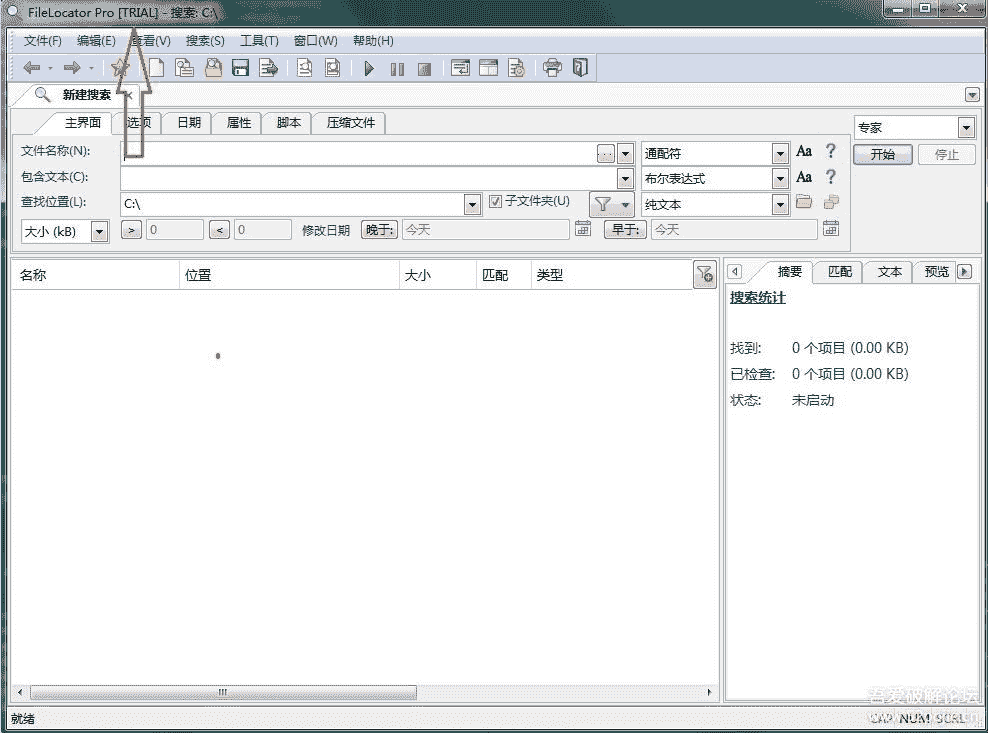 FileLocator Pro [TRIAL] - 搜索: C:\
文件(F) 编辑(E) 查看(V) 搜索(S) 工具(T) 窗口(W) 帮助(H)
新建搜索
主界面 选项 日期 属性 脚本 压缩文件
专家
文件名称(N): ... 通配符 Aa ?
开始 停止
包含文本(C): 布尔表达式 Aa ?
查找位置(L): C:\ 子文件夹(U) 纯文本
大小 (kB) > 0 < 0 修改日期 晚于: 今天 早于: 今天
名称 位置 大小 匹配 类型
摘要 匹配 文本 预览
搜索统计
找到: 0 个项目 (0.00 KB)
已检查: 0 个项目 (0.00 KB)
状态: 未启动
吾爱破解论坛
就绪 CAP NUM SCRL